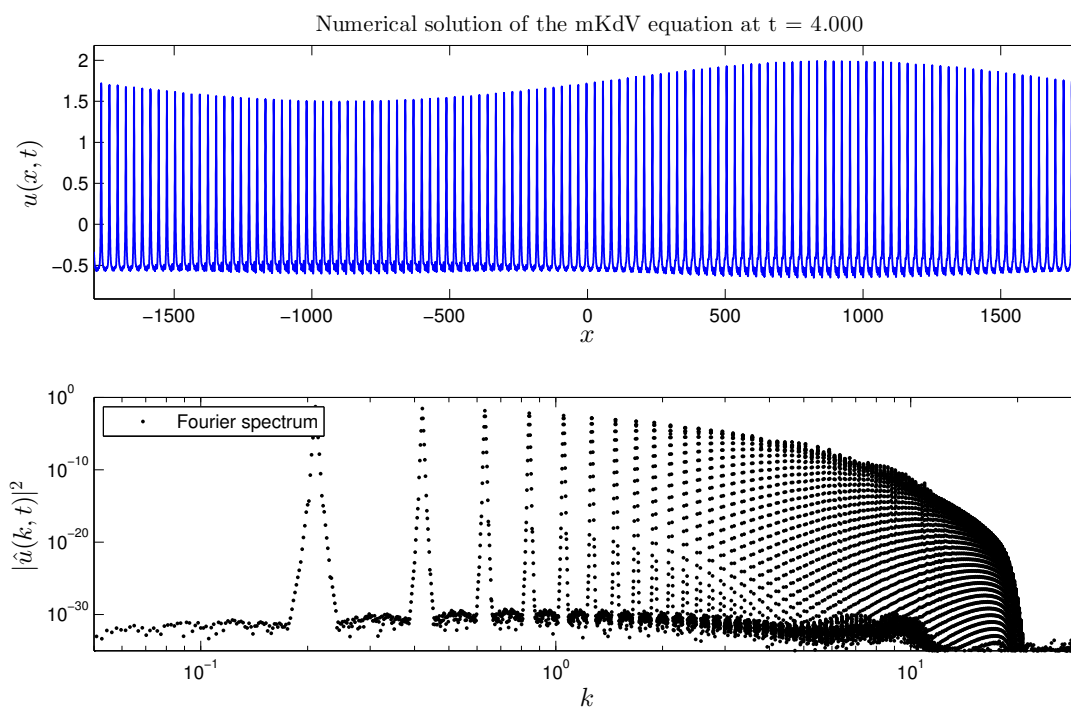 Numerical solution of the mKdV equation at t = 4.000
2
1.5
1
0.5
0
−0.5
u(x, t)
−1500 −1000 −500 0 500 1000 1500
x
10^0
10^−10
10^−20
10^−30
|û(k, t)|^2
Fourier spectrum
10^−1 10^0 10^1
k